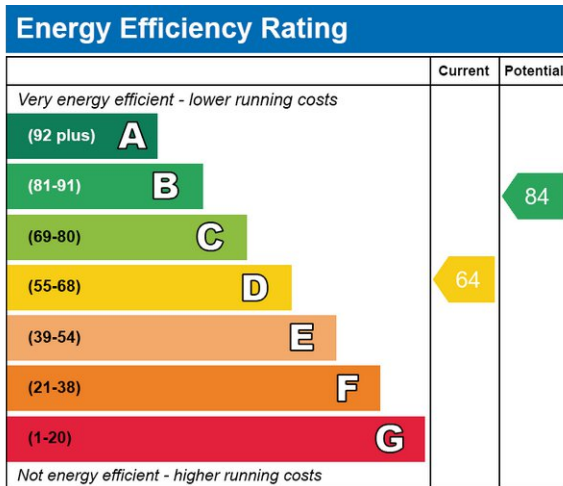 Energy Efficiency Rating
Current Potential
Very energy efficient - lower running costs
(92 plus) A
(81-91) B
84
(69-80) C
(55-68) D
64
(39-54) E
(21-38) F
(1-20) G
Not energy efficient - higher running costs